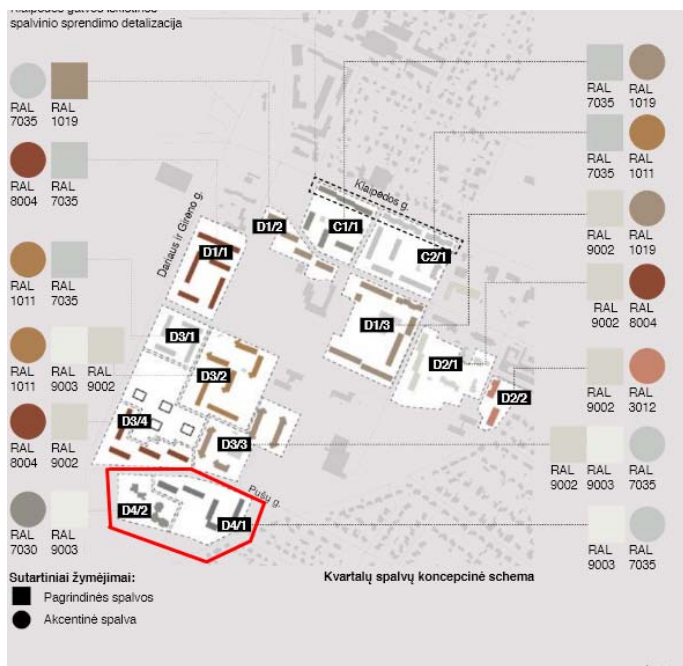 spalvinio sprendimo detalizacija
RAL 7035
RAL 1019
RAL 8004
RAL 7035
RAL 1011
RAL 7035
RAL 1011
RAL 9003
RAL 9002
RAL 8004
RAL 9002
RAL 7030
RAL 9003
Dariaus ir Girėno g.
Klaipėdos g.
Pušų g.
D1/1
D1/2
C1/1
C2/1
D1/3
D2/1
D2/2
D3/1
D3/2
D3/4
D3/3
D4/2
D4/1
RAL 7035
RAL 1019
RAL 7035
RAL 1011
RAL 9002
RAL 1019
RAL 9002
RAL 8004
RAL 9002
RAL 3012
RAL 9002
RAL 9003
RAL 7035
RAL 9003
RAL 7035
Sutartiniai žymėjimai:
Pagrindinės spalvos
Akcentinė spalva
Kvartalų spalvų koncepcinė schema